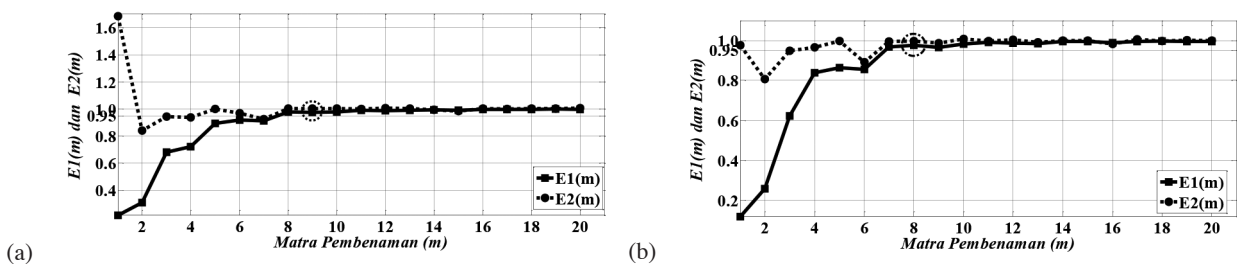 (a)
E1(m) dan E2(m)
1.6
1.4
1.2
1.0
0.95
0.8
0.6
0.4
2 4 6 8 10 12 14 16 18 20
Matra Pembenaman (m)
E1(m)
E2(m)
(b)
E1(m) dan E2(m)
1.0
0.95
0.8
0.6
0.4
0.2
2 4 6 8 10 12 14 16 18 20
Matra Pembenaman (m)
E1(m)
E2(m)